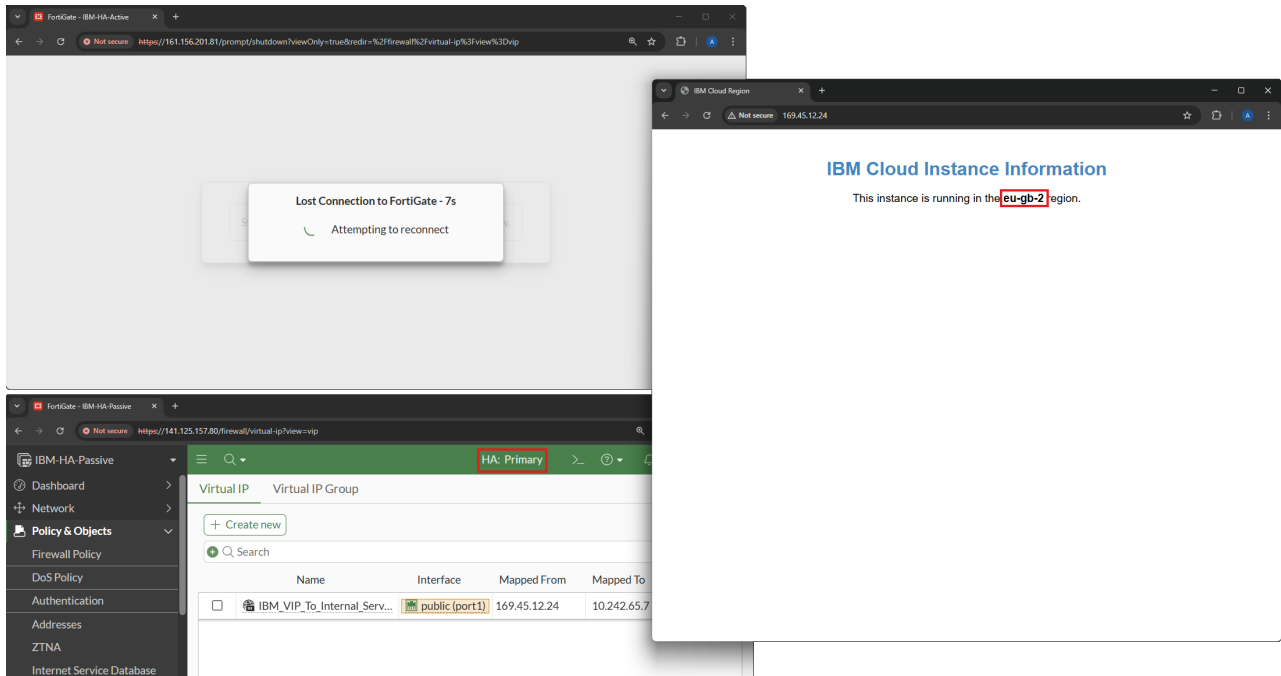 FortiGate - IBM-HA-Active
Not secure https://161.156.201.81/prompt/shutdown?viewOnly=true&redir=%2Ffirewall%2Fvirtual-ip%3Fview%3Dvip
A
Lost Connection to FortiGate - 7s
Attempting to reconnect
IBM Cloud Region
Not secure 169.45.12.24
A
IBM Cloud Instance Information
This instance is running in the eu-gb-2 region.
FortiGate - IBM-HA-Passive
Not secure https://141.125.157.80/firewall/virtual-ip?view=vip
IBM-HA-Passive
HA: Primary
Dashboard
Network
Policy & Objects
Firewall Policy
DoS Policy
Authentication
Addresses
ZTNA
Internet Service Database
Virtual IP Virtual IP Group
Create new
Search
Name Interface Mapped From Mapped To
IBM_VIP_To_Internal_Serv... public (port1) 169.45.12.24 10.242.65.7